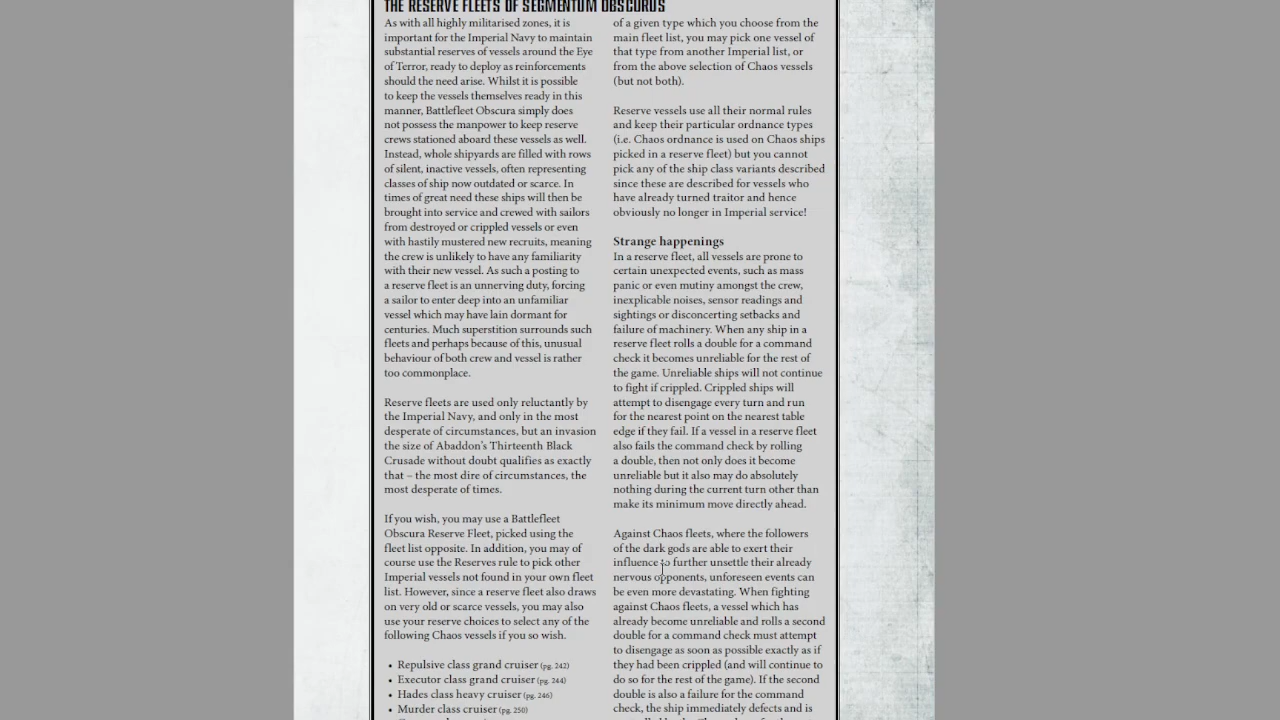 THE RESERVE FLEETS OF SEGMENTUM OBSCURUS
As with all highly militarised zones, it is
important for the Imperial Navy to maintain
substantial reserves of vessels around the Eye
of Terror, ready to deploy as reinforcements
should the need arise. Whilst it is possible
to keep the vessels themselves ready in this
manner, Battlefleet Obscura simply does
not possess the manpower to keep reserve
crews stationed aboard these vessels as well.
Instead, whole shipyards are filled with rows
of silent, inactive vessels, often representing
classes of ship now outdated or scarce. In
times of great need these ships will then be
brought into service and crewed with sailors
from destroyed or crippled vessels or even
with hastily mustered new recruits, meaning
the crew is unlikely to have any familiarity
with their new vessel. As such a posting to
a reserve fleet is an unnerving duty, forcing
a sailor to enter deep into an unfamiliar
vessel which may have lain dormant for
centuries. Much superstition surrounds such
fleets and perhaps because of this, unusual
behaviour of both crew and vessel is rather
too commonplace.
Reserve fleets are used only reluctantly by
the Imperial Navy, and only in the most
desperate of circumstances, but an invasion
the size of Abaddon's Thirteenth Black
Crusade without doubt qualifies as exactly
that – the most dire of circumstances, the
most desperate of times.
If you wish, you may use a Battlefleet
Obscura Reserve Fleet, picked using the
fleet list opposite. In addition, you may of
course use the Reserves rule to pick other
Imperial vessels not found in your own fleet
list. However, since a reserve fleet also draws
on very old or scarce vessels, you may also
use your reserve choices to select any of the
following Chaos vessels if you so wish.
• Repulsive class grand cruiser (pg. 242)
• Executor class grand cruiser (pg. 244)
• Hades class heavy cruiser (pg. 246)
• Murder class cruiser (pg. 250)
of a given type which you choose from the
main fleet list, you may pick one vessel of
that type from another Imperial list, or
from the above selection of Chaos vessels
(but not both).
Reserve vessels use all their normal rules
and keep their particular ordnance types
(i.e. Chaos ordnance is used on Chaos ships
picked in a reserve fleet) but you cannot
pick any of the ship class variants described
since these are described for vessels who
have already turned traitor and hence
obviously no longer in Imperial service!
Strange happenings
In a reserve fleet, all vessels are prone to
certain unexpected events, such as mass
panic or even mutiny amongst the crew,
inexplicable noises, sensor readings and
sightings or disconcerting setbacks and
failure of machinery. When any ship in a
reserve fleet rolls a double for a command
check it becomes unreliable for the rest of
the game. Unreliable ships will not continue
to fight if crippled. Crippled ships will
attempt to disengage every turn and run
for the nearest point on the nearest table
edge if they fail. If a vessel in a reserve fleet
also fails the command check by rolling
a double, then not only does it become
unreliable but it also may do absolutely
nothing during the current turn other than
make its minimum move directly ahead.
Against Chaos fleets, where the followers
of the dark gods are able to exert their
influence to further unsettle their already
nervous opponents, unforeseen events can
be even more devastating. When fighting
against Chaos fleets, a vessel which has
already become unreliable and rolls a second
double for a command check must attempt
to disengage as soon as possible exactly as if
they had been crippled (and will continue to
do so for the rest of the game). If the second
double is also a failure for the command
check, the ship immediately defects and is